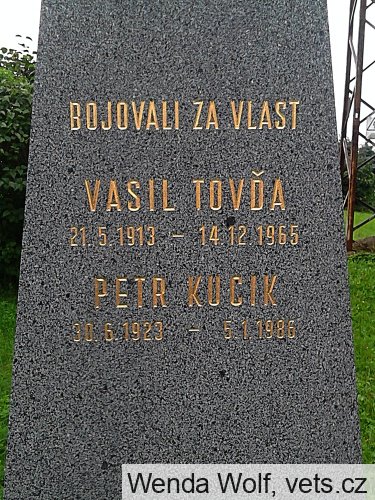 BOJOVALI ZA VLAST
VASIL TOVĎA
21.5.1913 - 14.12.1965
PETR KUCIK
30.6.1923 - 5.1.1986
Wenda Wolf, vets.cz